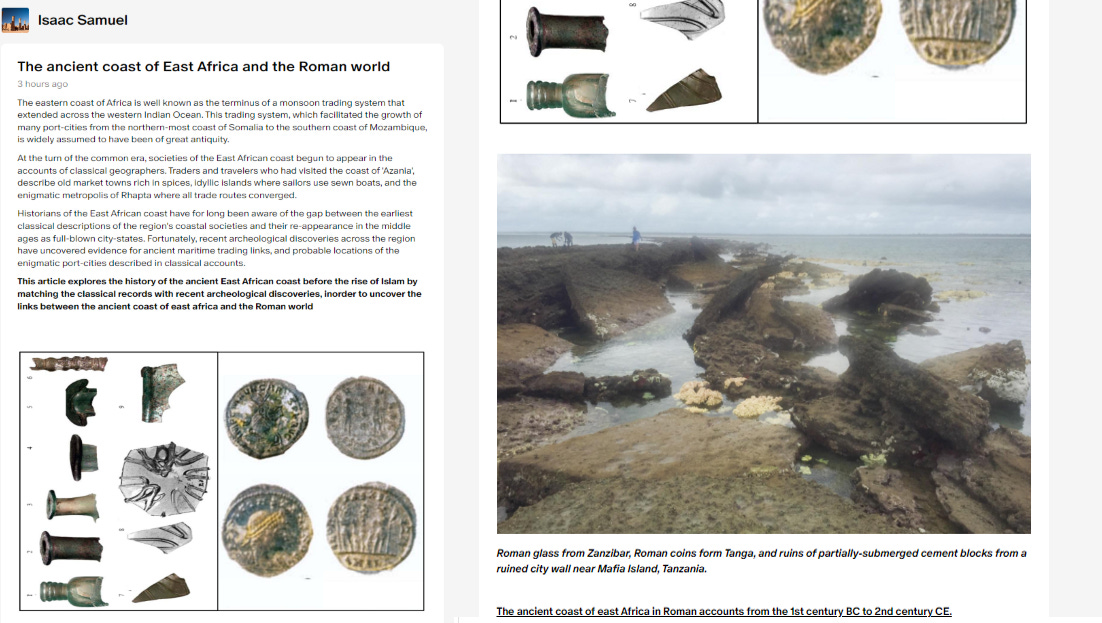 Isaac Samuel
The ancient coast of East Africa and the Roman world
3 hours ago
The eastern coast of Africa is well known as the terminus of a monsoon trading system that
extended across the western Indian Ocean. This trading system, which facilitated the growth of
many port-cities from the northern-most coast of Somalia to the southern coast of Mozambique,
is widely assumed to have been of great antiquity.
At the turn of the common era, societies of the East African coast begun to appear in the
accounts of classical geographers. Traders and travelers who had visited the coast of 'Azania',
describe old market towns rich in spices, idyllic islands where sailors use sewn boats, and the
enigmatic metropolis of Rhapta where all trade routes converged.
Historians of the East African coast have for long been aware of the gap between the earliest
classical descriptions of the region's coastal societies and their re-appearance in the middle
ages as full-blown city-states. Fortunately, recent archeological discoveries across the region
have uncovered evidence for ancient maritime trading links, and probable locations of the
enigmatic port-cities described in classical accounts.
This article explores the history of the ancient East African coast before the rise of Islam by
matching the classical records with recent archeological discoveries, inorder to uncover the
links between the ancient coast of east africa and the Roman world
Roman glass from Zanzibar, Roman coins form Tanga, and ruins of partially-submerged cement blocks from a
ruined city wall near Mafia Island, Tanzania.
The ancient coast of east Africa in Roman accounts from the 1st century BC to 2nd century CE.